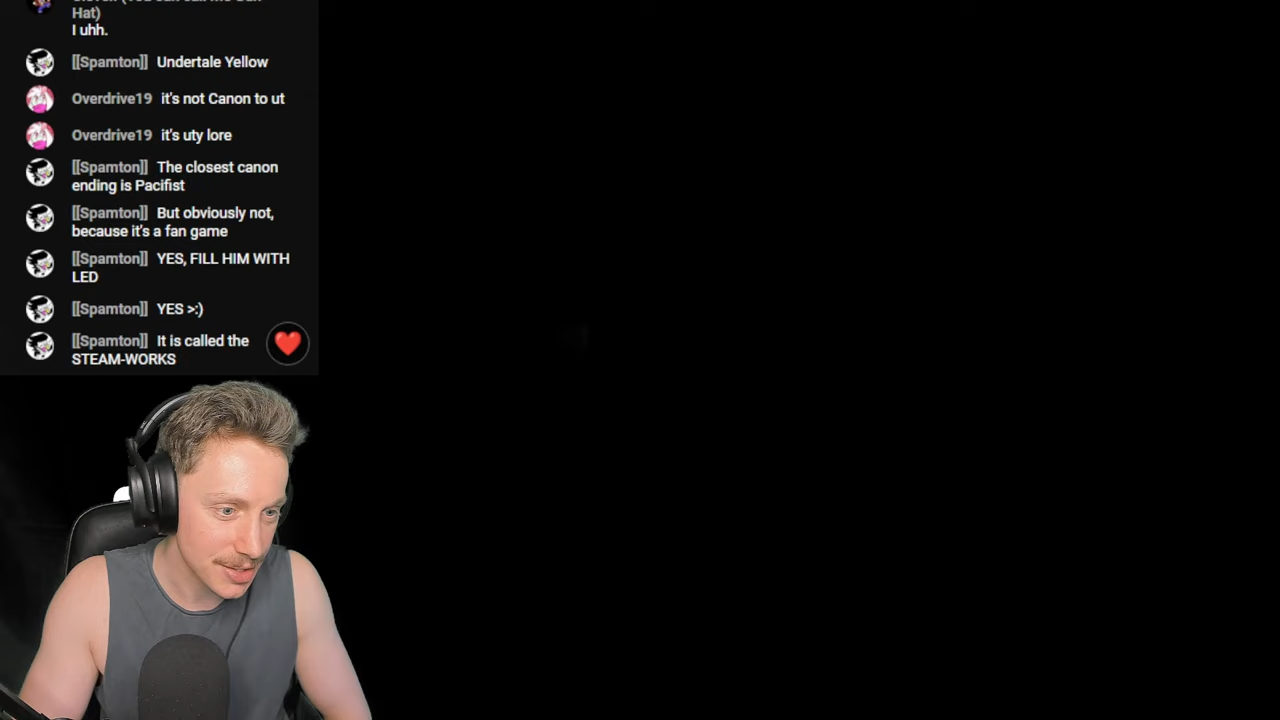 Hat)
I uhh.
[[Spamton]] Undertale Yellow
Overdrive19 it's not Canon to ut
Overdrive19 it's uty lore
[[Spamton]] The closest canon
ending is Pacifist
[[Spamton]] But obviously not,
because it's a fan game
[[Spamton]] YES, FILL HIM WITH
LED
[[Spamton]] YES >:)
[[Spamton]] It is called the
STEAM-WORKS